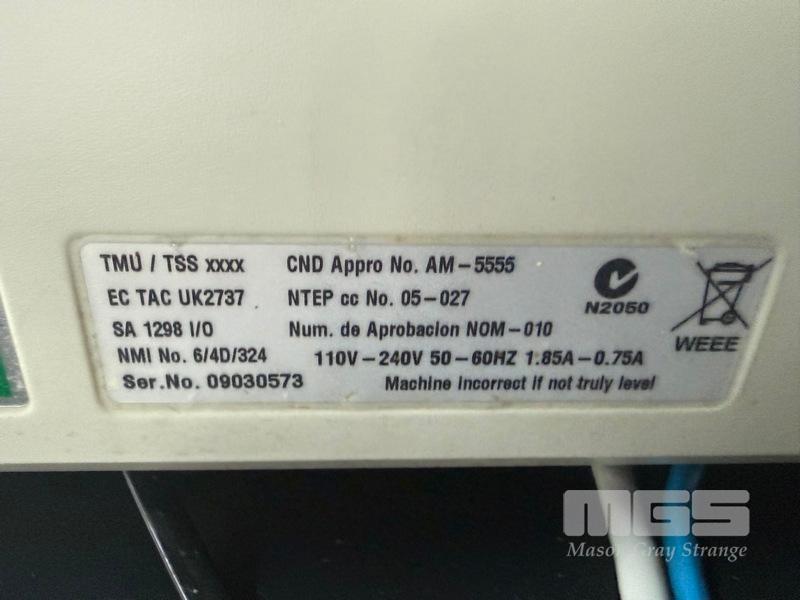 TMU / TSS xxxx
EC TAC UK2737
SA 1298 I/O
NMI No. 6/4D/324
Ser.No. 09030573
CND Appro No. AM-5555
NTEP cc No. 05-027
Num. de Aprobacion NOM-010
110V-240V 50-60HZ 1.85A-0.75A
Machine incorrect if not truly level
N2050
WEEE
MGS
Mason Gray Strange